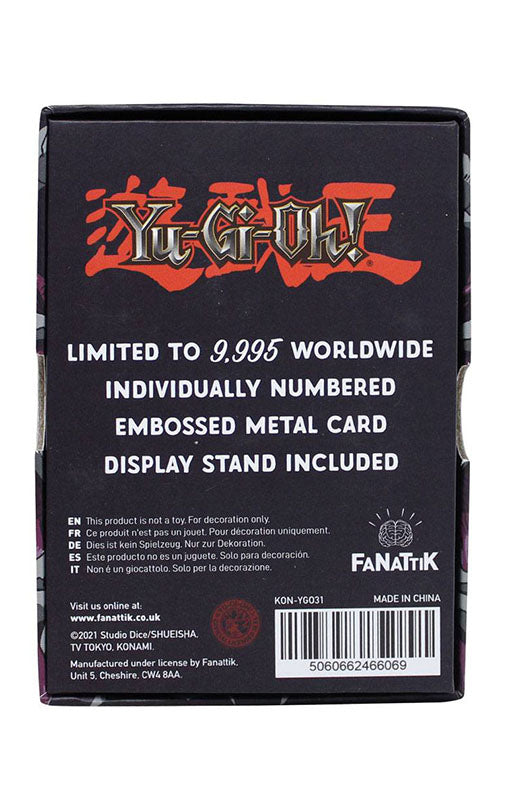 遊戯王
Yu-Gi-Oh!
®
LIMITED TO 9,995 WORLDWIDE
INDIVIDUALLY NUMBERED
EMBOSSED METAL CARD
DISPLAY STAND INCLUDED
EN This product is not a toy. For decoration only.
FR Ce produit n'est pas un jouet. Pour décoration uniquement.
DE Dies ist kein Spielzeug. Nur zur Dekoration.
ES Este producto no es un juguete. Solo para decoración.
IT Non é un giocattolo. Solo per la decorazione.
FANATTIK
Visit us online at:
www.fanattik.co.uk
©2021 Studio Dice/SHUEISHA,
TV TOKYO, KONAMI.
Manufactured under license by Fanattik,
Unit 5, Cheshire, CW4 8AA.
KON-YGO31 MADE IN CHINA
5060662466069